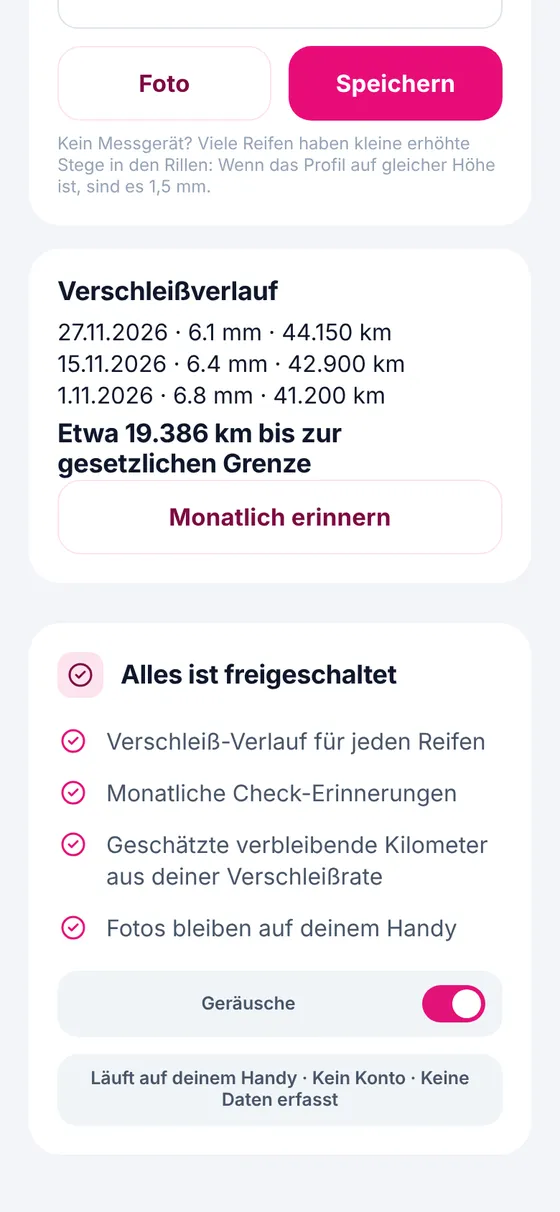 Foto
Speichern
Kein Messgerät? Viele Reifen haben kleine erhöhte
Stege in den Rillen: Wenn das Profil auf gleicher Höhe
ist, sind es 1,5 mm.
Verschleißverlauf
27.11.2026 · 6.1 mm · 44.150 km
15.11.2026 · 6.4 mm · 42.900 km
1.11.2026 · 6.8 mm · 41.200 km
Etwa 19.386 km bis zur
gesetzlichen Grenze
Monatlich erinnern
Alles ist freigeschaltet
Verschleiß-Verlauf für jeden Reifen
Monatliche Check-Erinnerungen
Geschätzte verbleibende Kilometer
aus deiner Verschleißrate
Fotos bleiben auf deinem Handy
Geräusche
Läuft auf deinem Handy · Kein Konto · Keine
Daten erfasst